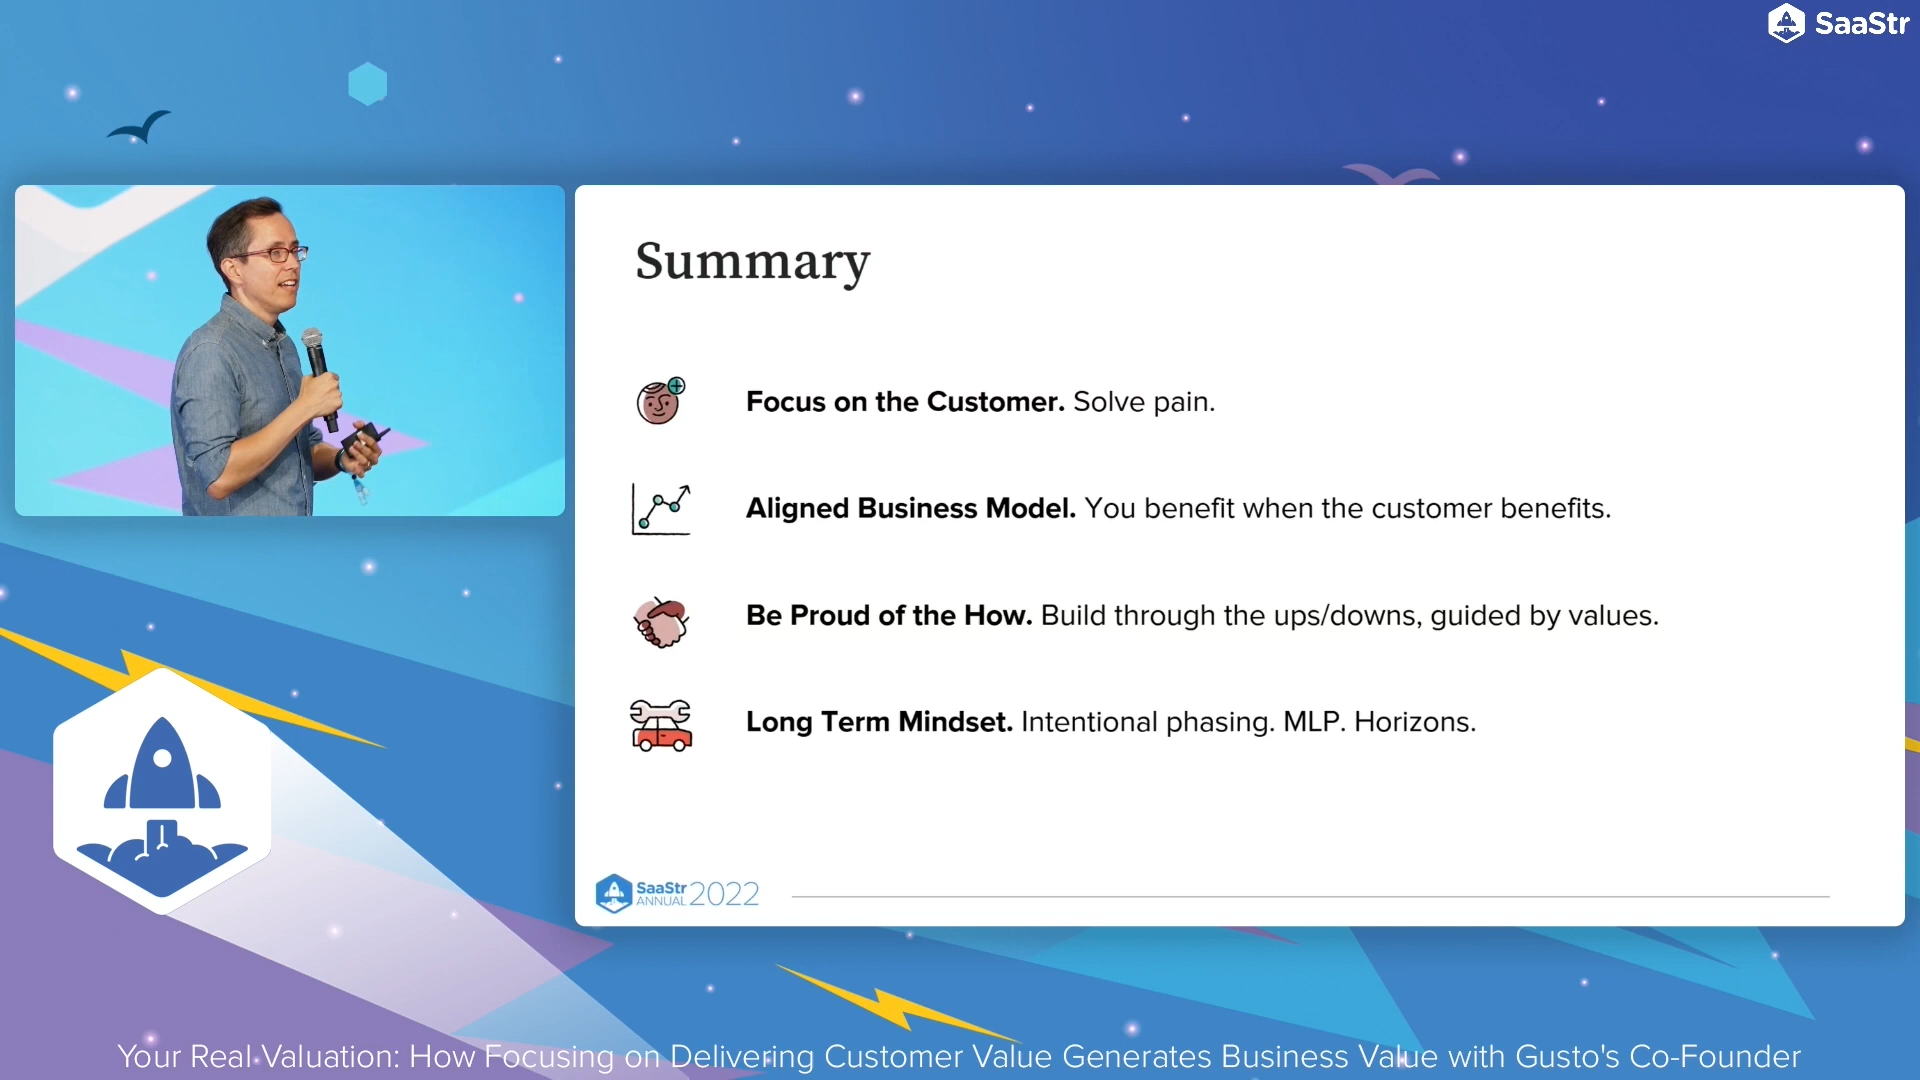 SaaStr
Summary
Focus on the Customer. Solve pain.
Aligned Business Model. You benefit when the customer benefits.
Be Proud of the How. Build through the ups/downs, guided by values.
Long Term Mindset. Intentional phasing. MLP. Horizons.
SaaStr
ANNUAL 2022
Your Real Valuation: How Focusing on Delivering Customer Value Generates Business Value with Gusto's Co-Founder